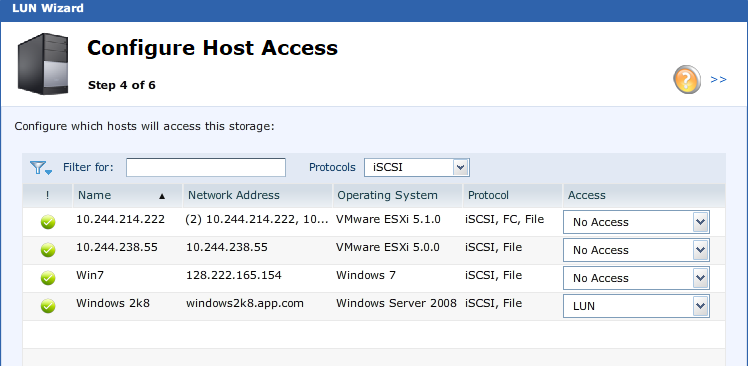 LUN Wizard
Configure Host Access
Step 4 of 6
? >>
Configure which hosts will access this storage:
Filter for: Protocols iSCSI
! Name ▲ Network Address Operating System Protocol Access
10.244.214.222 (2) 10.244.214.222, 10... VMware ESXi 5.1.0 iSCSI, FC, File No Access
10.244.238.55 10.244.238.55 VMware ESXi 5.0.0 iSCSI, File No Access
Win7 128.222.165.154 Windows 7 iSCSI, File No Access
Windows 2k8 windows2k8.app.com Windows Server 2008 iSCSI, File LUN